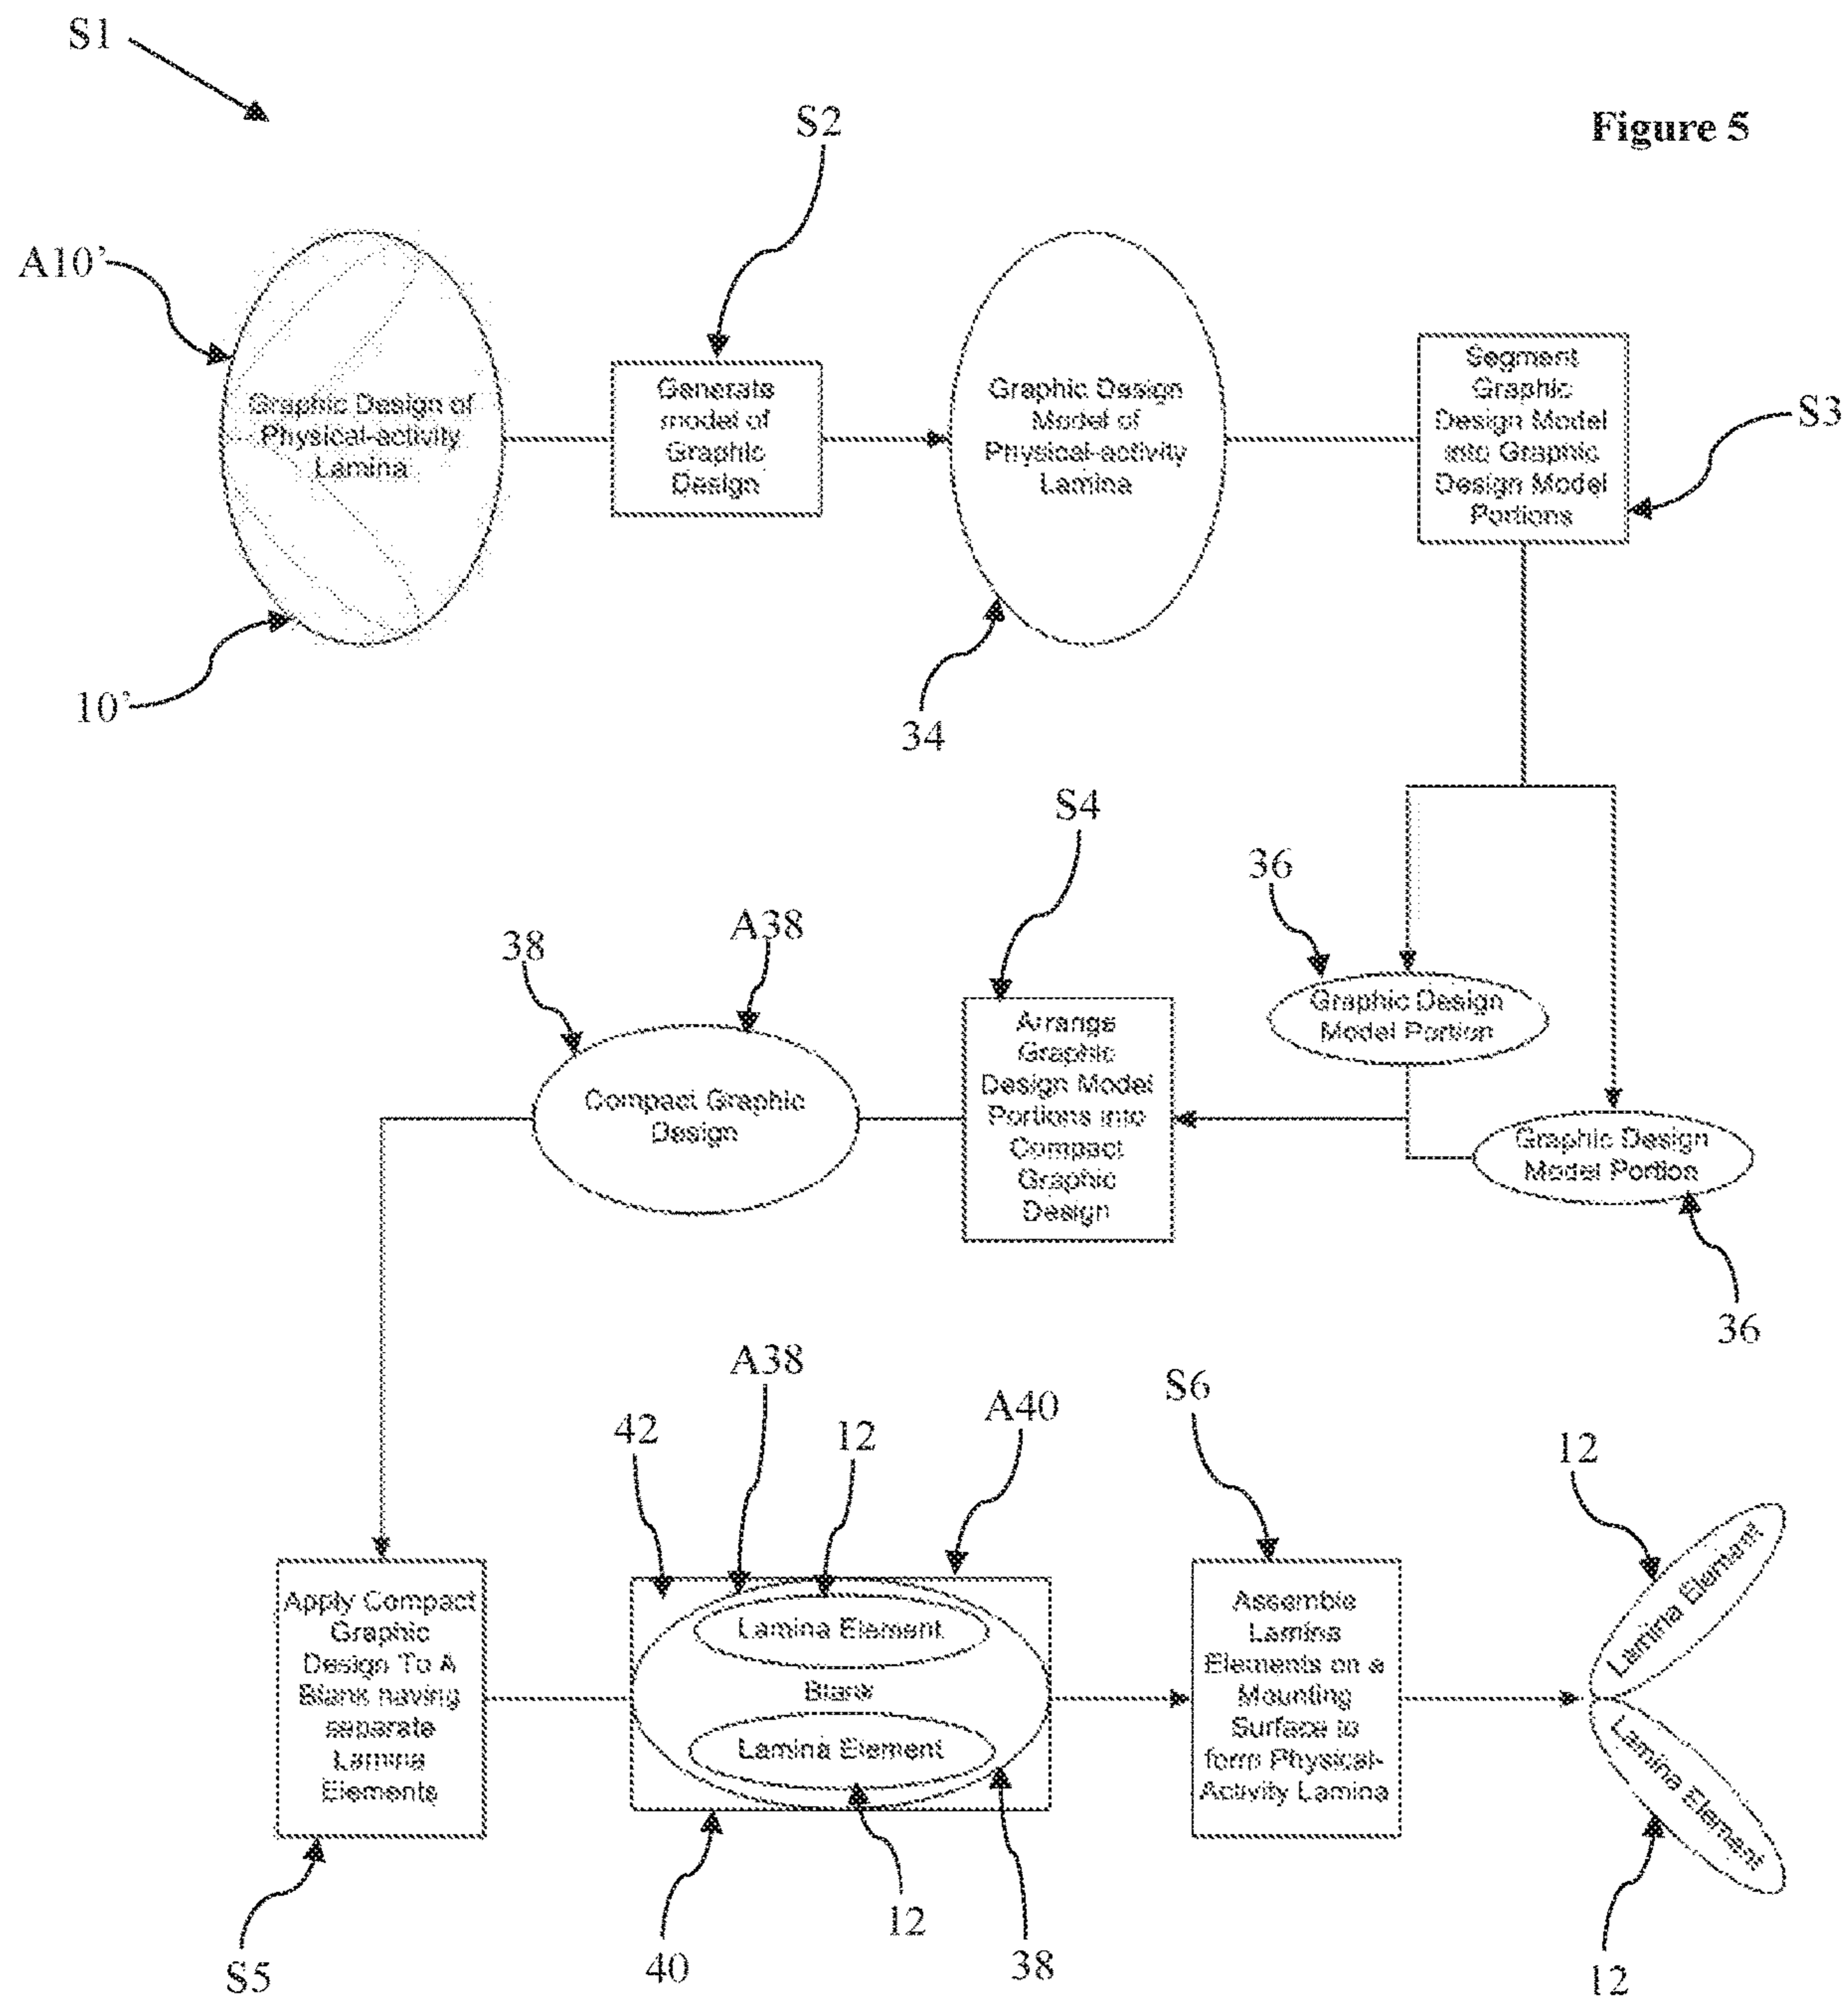 S1
Figure 5
S2
A10’
Graphic Design of
Physical-activity
Lamina
Generate
model of
Graphic
Design
Graphic Design
Model of
Physical-activity
Lamina
Segment
Graphic
Design Model
into Graphic
Design Model
Portions
S3
10’
34
S4
36
A38
38
Graphic Design
Model Portion
Arrange
Graphic
Design Model
Portions into
Compact
Graphic
Design
Compact Graphic
Design
Graphic Design
Model Portion
36
A38
S6
A40
42
12
12
Apply Compact
Graphic
Design To A
Blank having
separate
Lamina
Elements
Lamina Element
Blank
Lamina Element
Assemble
Lamina
Elements on a
Mounting
Surface to
form Physical-
Activity Lamina
Lamina Element
Lamina Element
S5
40
12
38
12